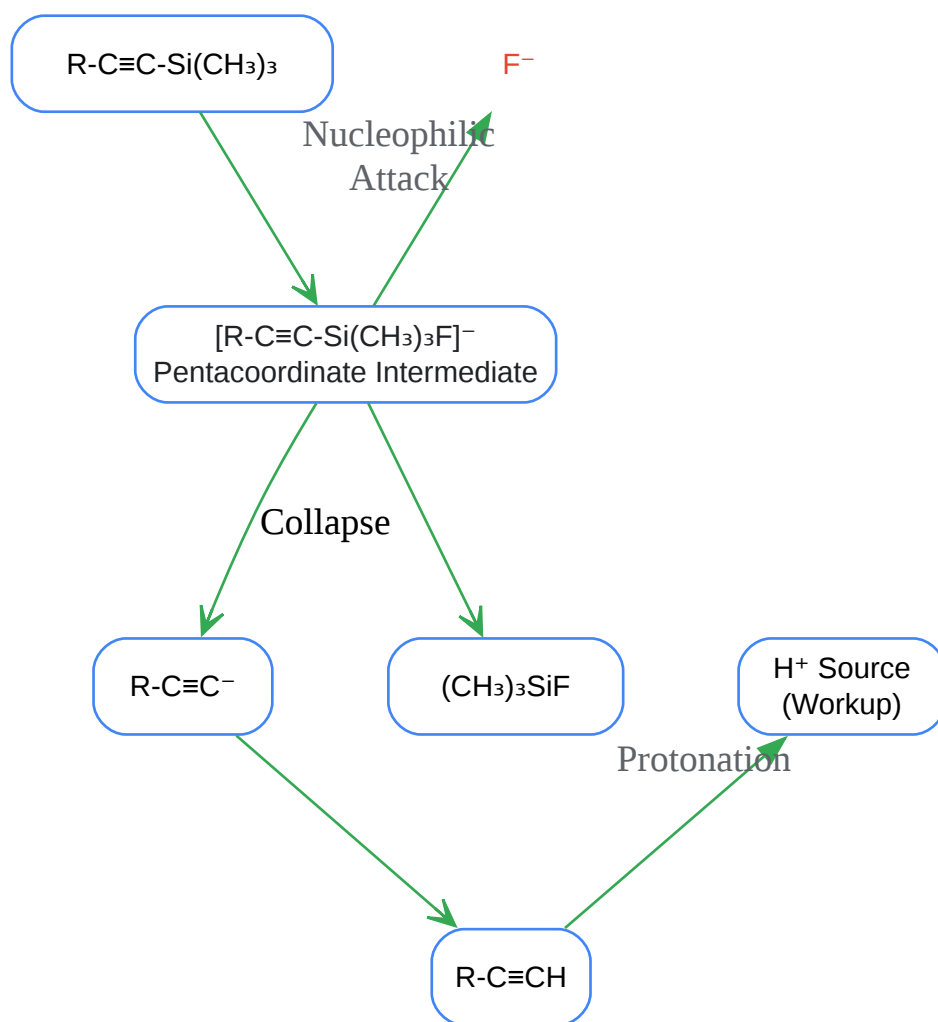 R-C≡C-Si(CH₃)₃
F⁻
Nucleophilic
Attack
[R-C≡C-Si(CH₃)₃F]⁻
Pentacoordinate Intermediate
Collapse
R-C≡C⁻
(CH₃)₃SiF
H⁺ Source
(Workup)
Protonation
R-C≡CH